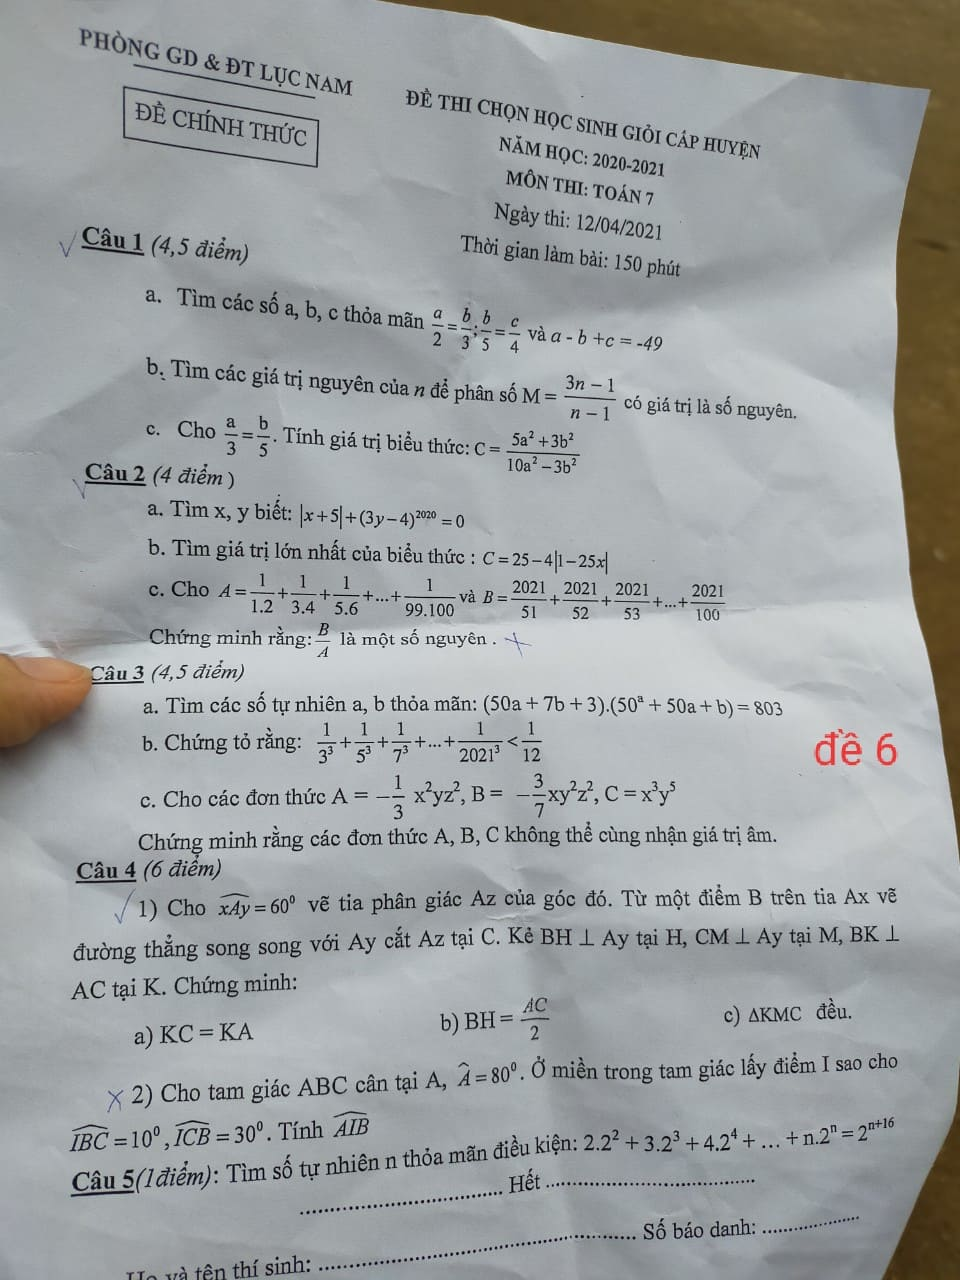 PHÒNG GD & ĐT LỤC NAM
ĐỀ CHÍNH THỨC
ĐỀ THI CHỌN HỌC SINH GIỎI CẤP HUYỆN
NĂM HỌC: 2020-2021
MÔN THI: TOÁN 7
Ngày thi: 12/04/2021
Thời gian làm bài: 150 phút
Câu 1 (4,5 điểm)
a. Tìm các số a, b, c thỏa mãn a/2 = b/3; b/5 = c/4 và a - b +c = -49
b. Tìm các giá trị nguyên của n để phân số M = (3n − 1)/(n − 1) có giá trị là số nguyên.
c. Cho a/3 = b/5. Tính giá trị biểu thức: C = (5a² + 3b²)/(10a² − 3b²)
Câu 2 (4 điểm )
a. Tìm x, y biết: |x + 5| + (3y − 4)²⁰²⁰ = 0
b. Tìm giá trị lớn nhất của biểu thức : C = 25 − 4|1 − 25x|
c. Cho A = 1/1.2 + 1/3.4 + 1/5.6 + ... + 1/99.100 và B = 2021/51 + 2021/52 + 2021/53 + ... + 2021/100
Chứng minh rằng: B/A là một số nguyên .
Câu 3 (4,5 điểm)
a. Tìm các số tự nhiên a, b thỏa mãn: (50a + 7b + 3).(50ᵃ + 50a + b) = 803
b. Chứng tỏ rằng: 1/3³ + 1/5³ + 1/7³ + ... + 1/2021³ < 1/12
đề 6
c. Cho các đơn thức A = −1/3 x²yz², B = −3/7 xy²z², C = x³y⁵
Chứng minh rằng các đơn thức A, B, C không thể cùng nhận giá trị âm.
Câu 4 (6 điểm)
1) Cho xAy = 60⁰ vẽ tia phân giác Az của góc đó. Từ một điểm B trên tia Ax vẽ
đường thẳng song song với Ay cắt Az tại C. Kẻ BH ⊥ Ay tại H, CM ⊥ Ay tại M, BK ⊥
AC tại K. Chứng minh:
a) KC = KA b) BH = AC/2 c) ΔKMC đều.
2) Cho tam giác ABC cân tại A, Â = 80⁰. Ở miền trong tam giác lấy điểm I sao cho
IBC = 10⁰, ICB = 30⁰. Tính AIB
Câu 5(1điểm): Tìm số tự nhiên n thỏa mãn điều kiện: 2.2² + 3.2³ + 4.2⁴ + … + n.2ⁿ = 2ⁿ⁺¹⁶
Hết
Họ và tên thí sinh: Số báo danh: